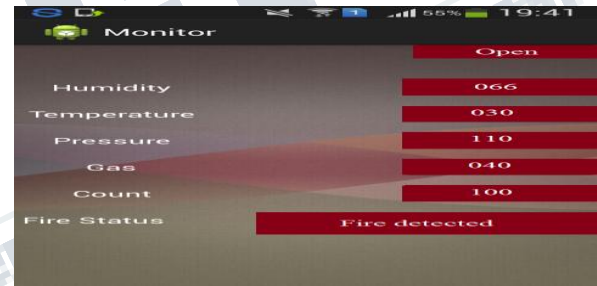 1 55% 19:41
Monitor
Open
Humidity 066
Temperature 030
Pressure 110
Gas 040
Count 100
Fire Status Fire detected